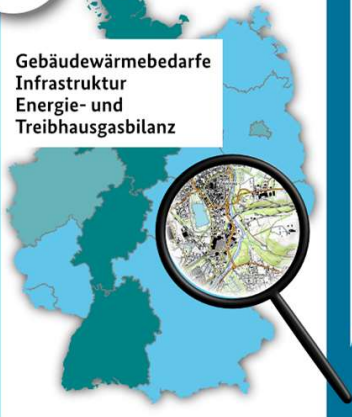 Gebäudewärmebedarfe
Infrastruktur
Energie- und
Treibhausgasbilanz